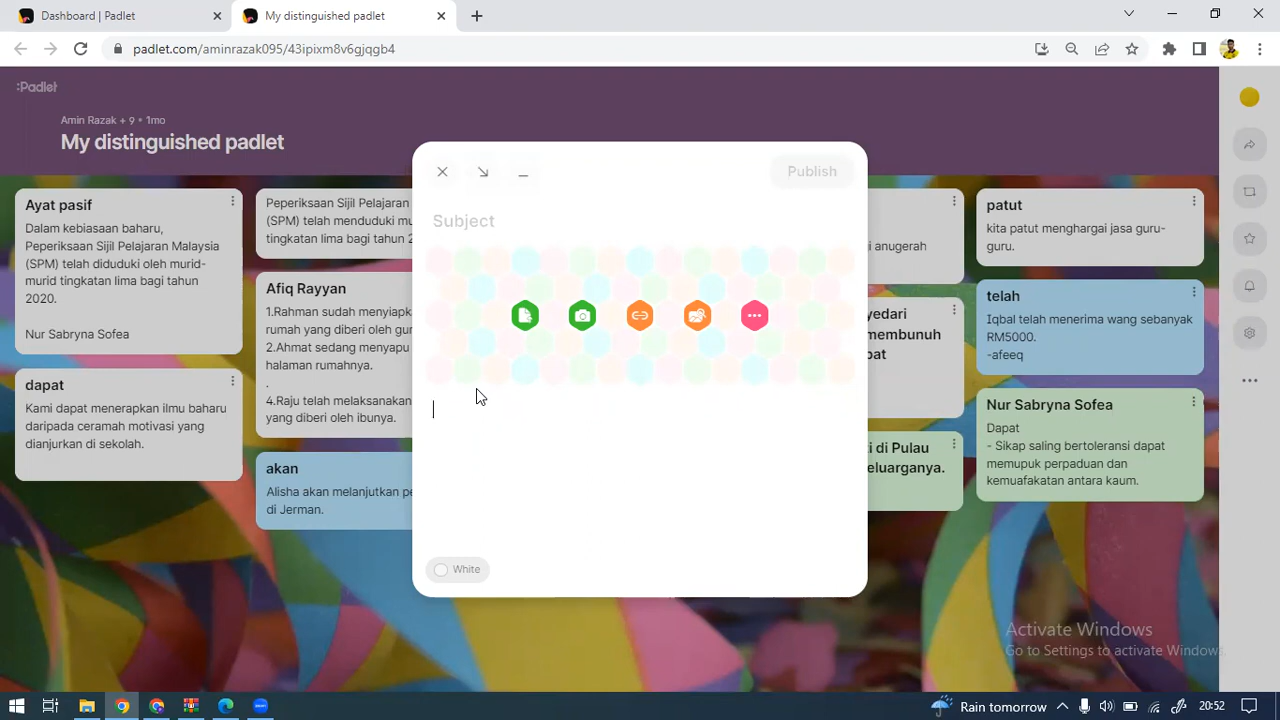 Dashboard | Padlet
My distinguished padlet
padlet.com/aminrazak095/43ipixm8v6gjqgb4
:Padlet
Amin Razak + 9 • 1mo
My distinguished padlet
Ayat pasif
Dalam kebiasaan baharu,
Peperiksaan Sijil Pelajaran Malaysia
(SPM) telah diduduki oleh murid-
murid tingkatan lima bagi tahun
2020.
Nur Sabryna Sofea
dapat
Kami dapat menerapkan ilmu baharu
daripada ceramah motivasi yang
dianjurkan di sekolah.
Peperiksaan Sijil Pelajaran
(SPM) telah menduduki mu
tingkatan lima bagi tahun 2
Afiq Rayyan
1.Rahman sudah menyiapk
rumah yang diberi oleh gur
2.Ahmat sedang menyapu
halaman rumahnya.
.
4.Raju telah melaksanakan
yang diberi oleh ibunya.
akan
Alisha akan melanjutkan pe
di Jerman.
Publish
Subject
White
anugerah
yedari
membunuh
pat
ti di Pulau
eluarganya.
patut
kita patut menghargai jasa guru-
guru.
telah
Iqbal telah menerima wang sebanyak
RM5000.
-afeeq
Nur Sabryna Sofea
Dapat
- Sikap saling bertoleransi dapat
memupuk perpaduan dan
kemuafakatan antara kaum.
Activate Windows
Go to Settings to activate Windows.
Rain tomorrow
20:52